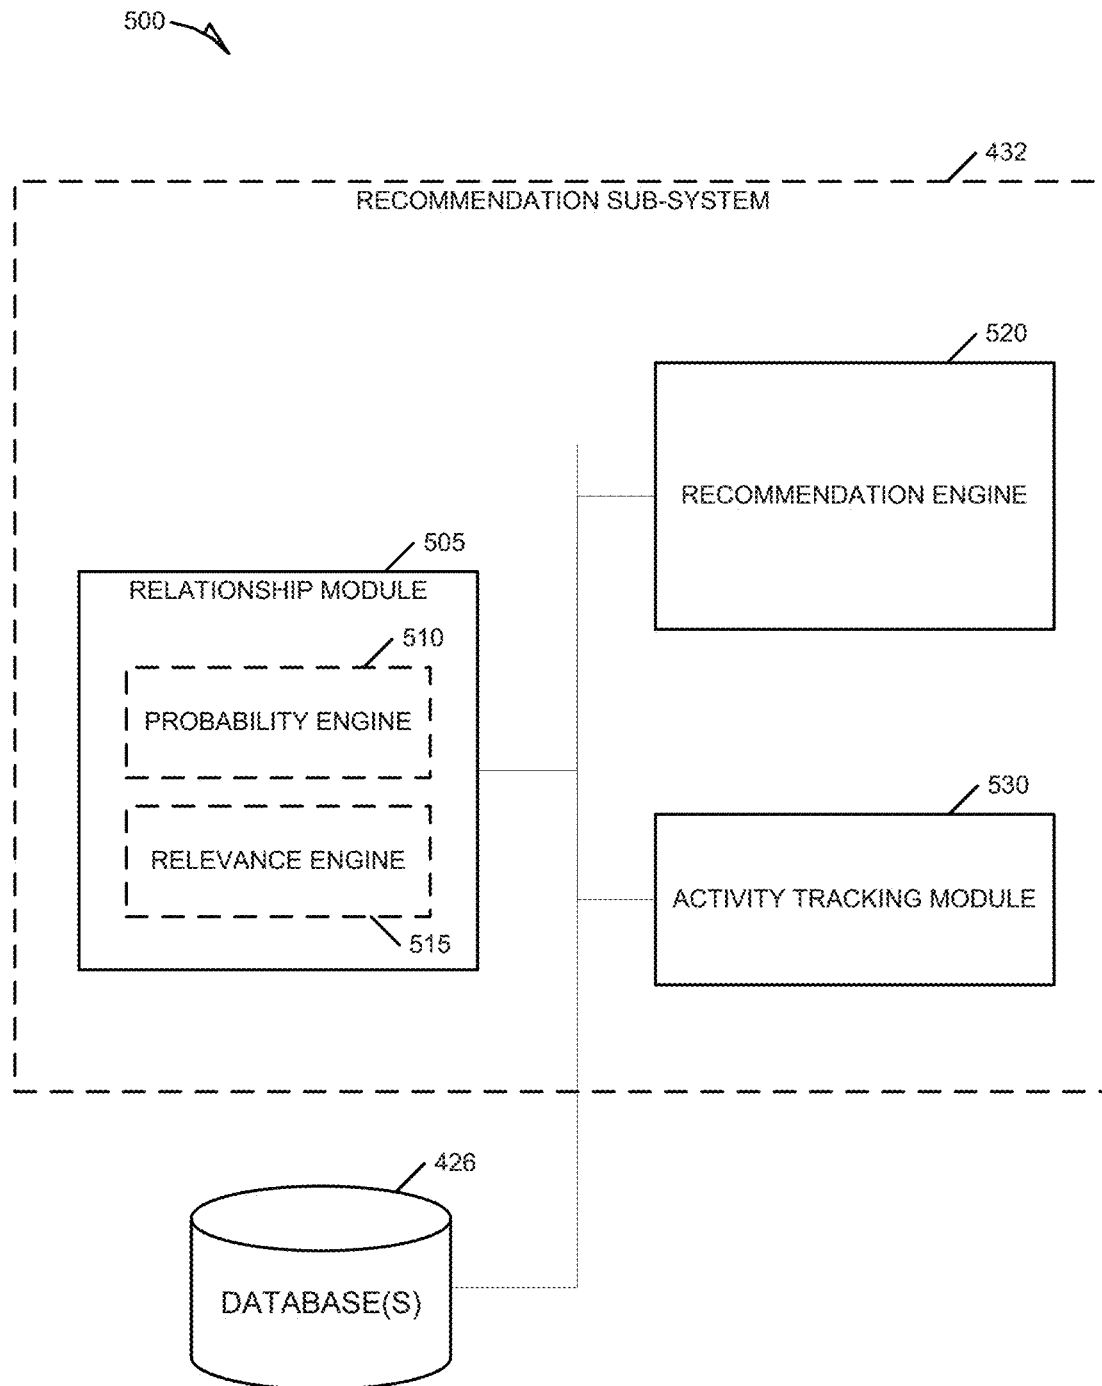 500
432
RECOMMENDATION SUB-SYSTEM
520
RECOMMENDATION ENGINE
505
RELATIONSHIP MODULE
510
PROBABILITY ENGINE
530
RELEVANCE ENGINE
ACTIVITY TRACKING MODULE
515
426
DATABASE(S)